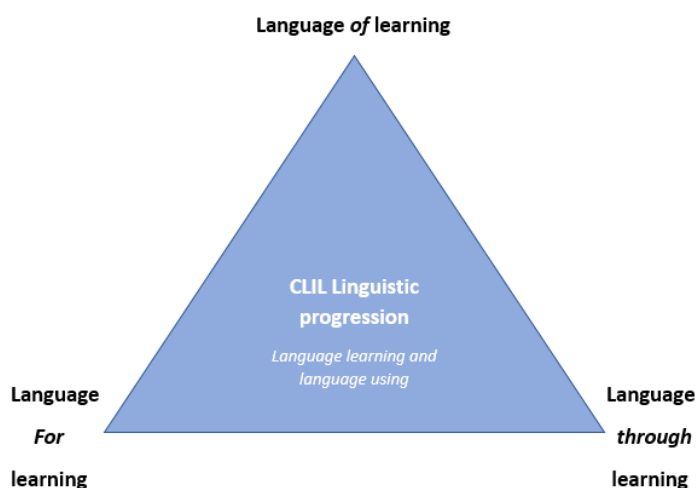 Language of learning
CLIL Linguistic
progression
Language learning and
language using
Language
For
learning
Language
through
learning